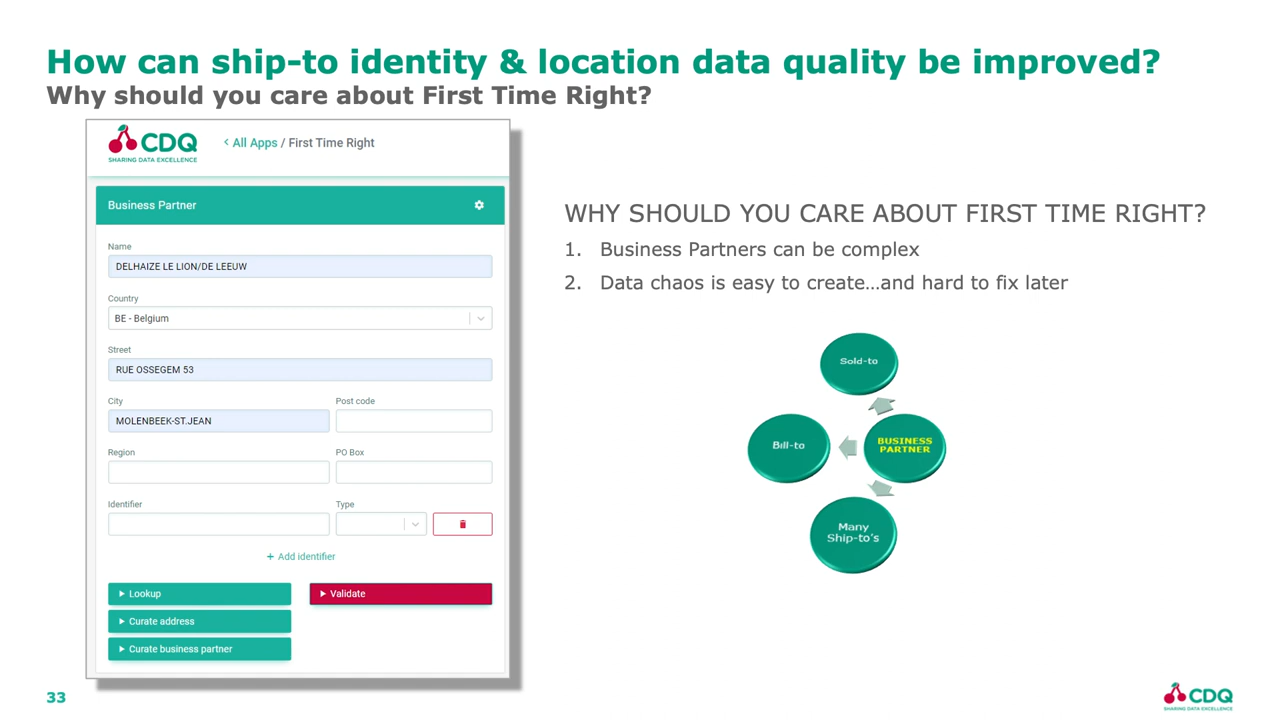 How can ship-to identity & location data quality be improved?
Why should you care about First Time Right?
CDQ
SHARING DATA EXCELLENCE
< All Apps / First Time Right
Business Partner
Name
DELHAIZE LE LION/DE LEEUW
Country
BE - Belgium
Street
RUE OSSEGEM 53
City
Post code
MOLENBEEK-ST.JEAN
Region
PO Box
Identifier
Type
+ Add identifier
Lookup
Validate
Curate address
Curate business partner
WHY SHOULD YOU CARE ABOUT FIRST TIME RIGHT?
1. Business Partners can be complex
2. Data chaos is easy to create…and hard to fix later
Sold-to
Bill-to
BUSINESS
PARTNER
Many
Ship-to's
33
CDQ
SHARING DATA EXCELLENCE